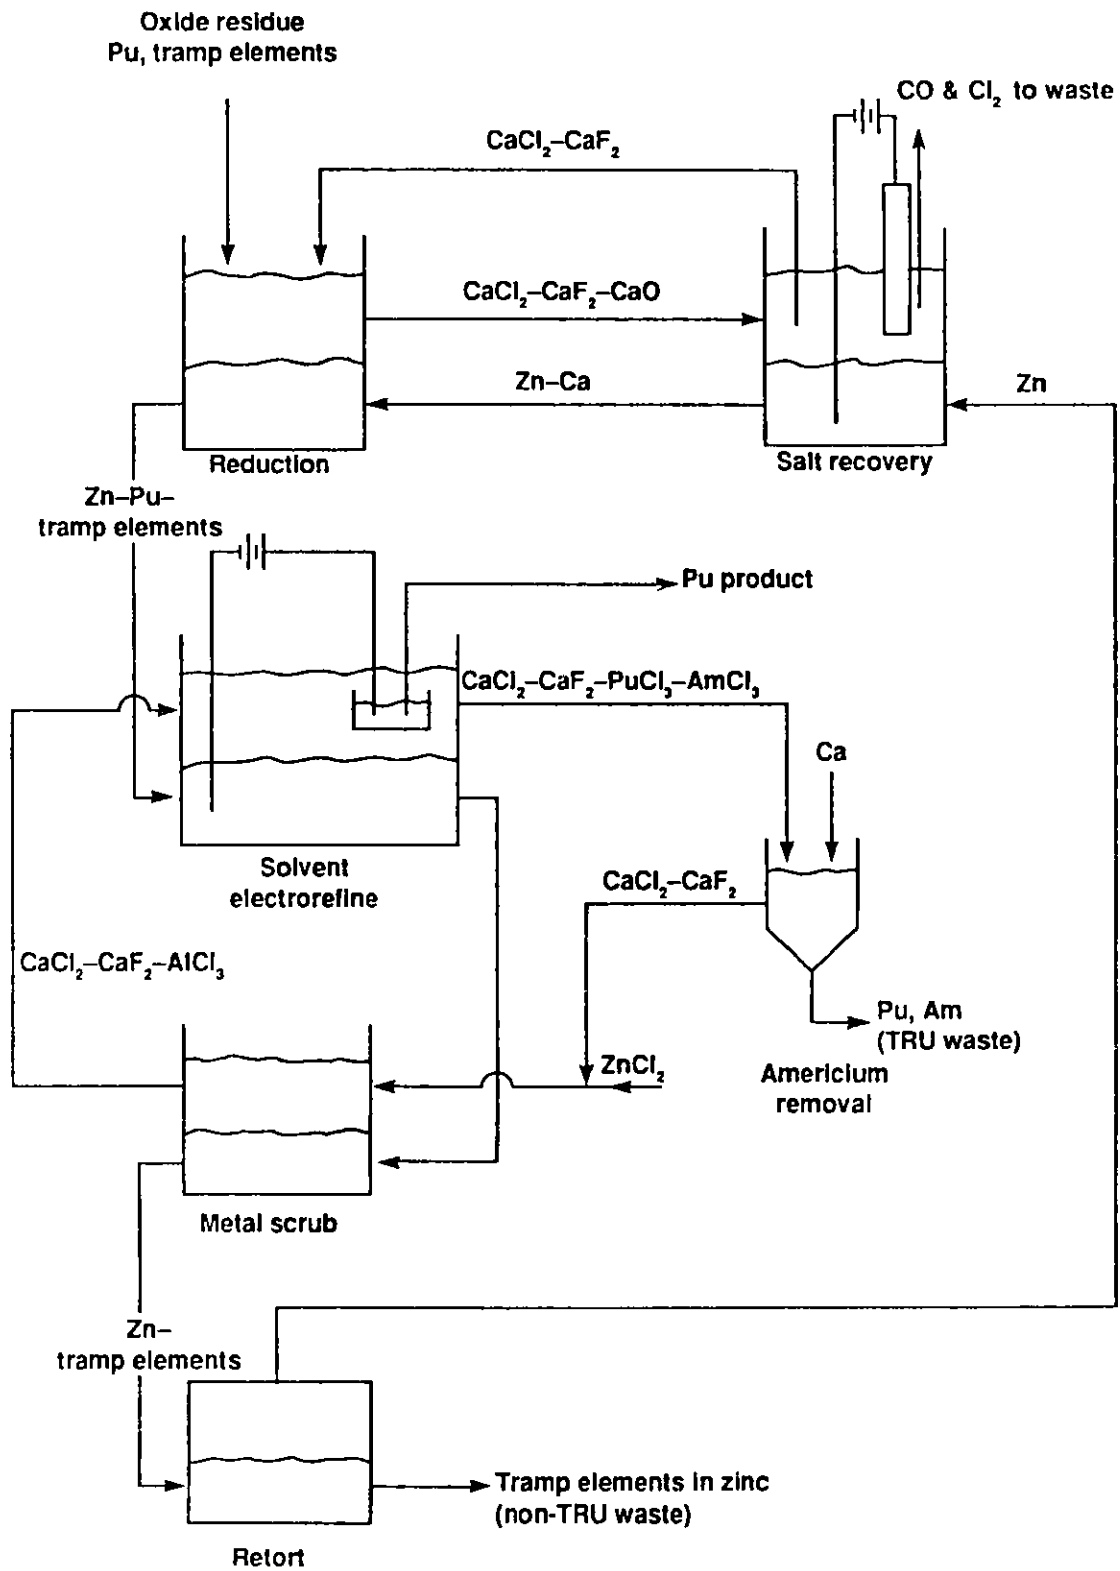 Oxide residue
Pu, tramp elements
CO & Cl₂ to waste
CaCl₂–CaF₂
CaCl₂–CaF₂–CaO
Zn–Ca
Zn
Reduction
Salt recovery
Zn–Pu–
tramp elements
Pu product
CaCl₂–CaF₂–PuCl₃–AmCl₃
Ca
Solvent
electrorefine
CaCl₂–CaF₂
CaCl₂–CaF₂–AlCl₃
Pu, Am
(TRU waste)
ZnCl₂
Americium
removal
Metal scrub
Zn–
tramp elements
Tramp elements in zinc
(non-TRU waste)
Retort